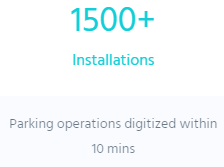 1500+
Installations
Parking operations digitized within
10 mins